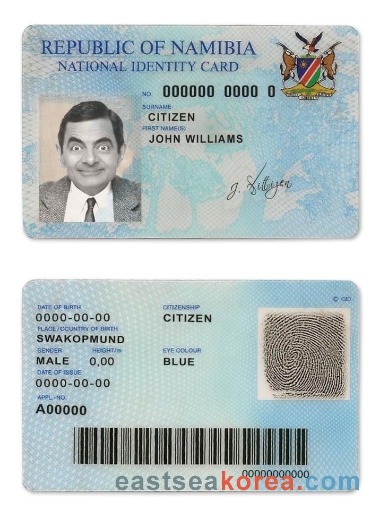 REPUBLIC OF NAMIBIA
NATIONAL IDENTITY CARD
NO. 000000 0000 0
SURNAME
CITIZEN
FIRST NAME(S)
JOHN WILLIAMS
DATE OF BIRTH
0000-00-00
CITIZENSHIP
CITIZEN
PLACE/COUNTRY OF BIRTH
SWAKOPMUND
GENDER HEIGHT/m EYE COLOUR
MALE 0,00 BLUE
DATE OF ISSUE
0000-00-00
APPL.-NO.
A00000
00000000000
eastseakorea.com